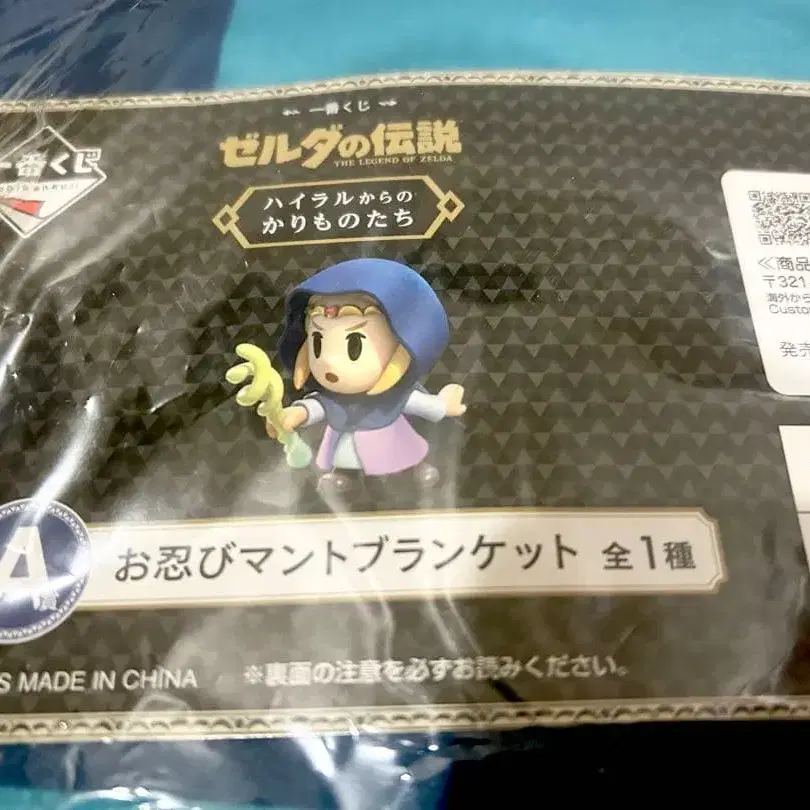 一番くじ
一番くじ
ゼルダの伝説
THE LEGEND OF ZELDA
ハイラルからの
かりものたち
≪商品
〒321
海外から
Custo
発売
A賞
お忍びマントブランケット 全1種
S MADE IN CHINA
※裏面の注意を必ずお読みください。